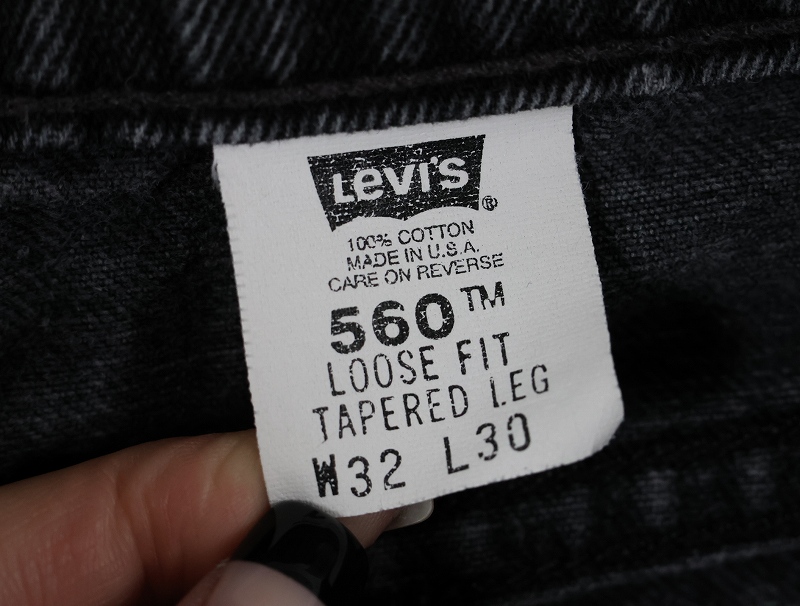 Levi's®
100% COTTON
MADE IN U.S.A.
CARE ON REVERSE
560™
LOOSE FIT
TAPERED LEG
W32 L30